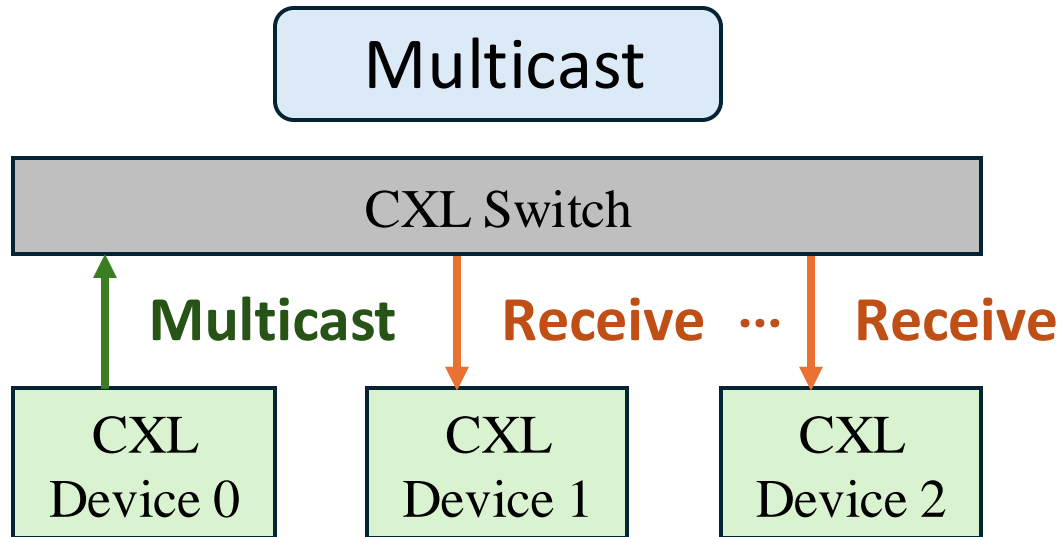 Multicast
CXL Switch
Multicast
Receive ... Receive
CXL
Device 0
CXL
Device 1
CXL
Device 2